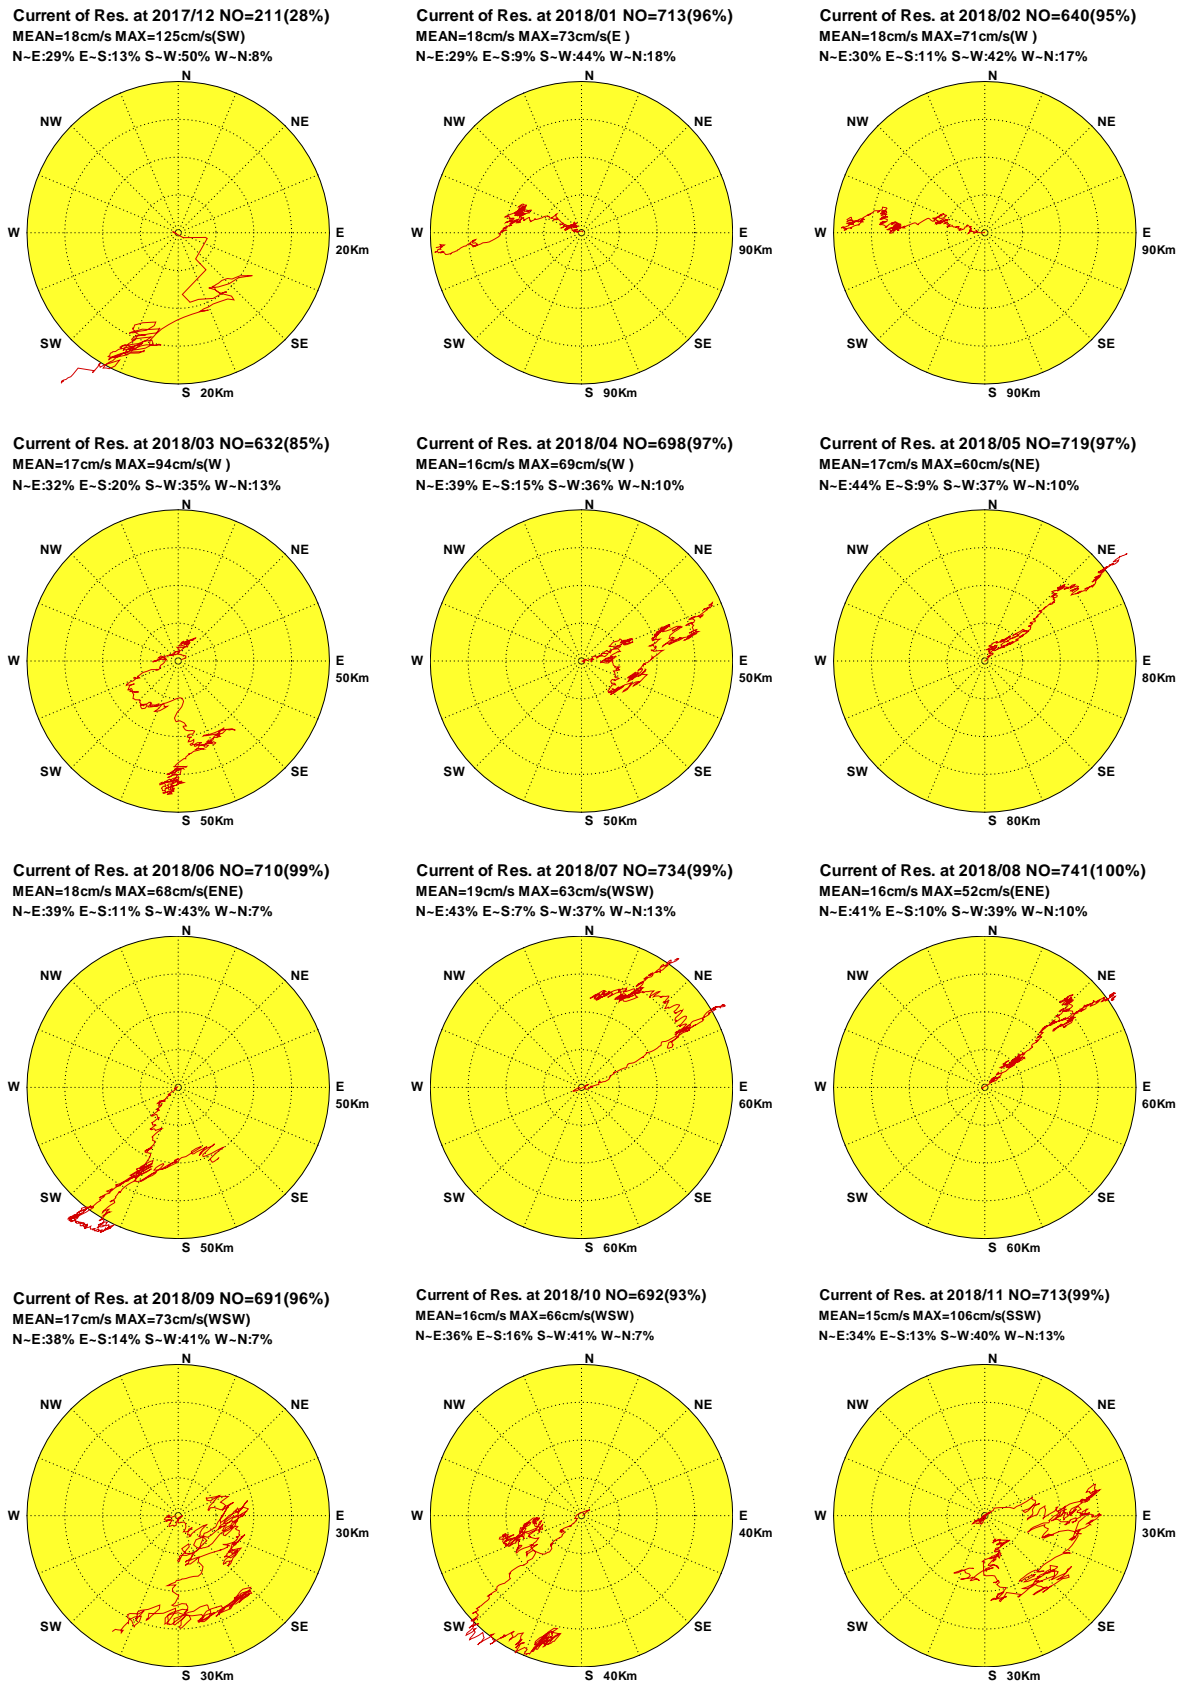 Current of Res. at 2017/12 NO=211(28%)
MEAN=18cm/s MAX=125cm/s(SW)
N~E:29% E~S:13% S~W:50% W~N:8%
N
NW
NE
W
E
20Km
SW
SE
S 20Km
Current of Res. at 2018/01 NO=713(96%)
MEAN=18cm/s MAX=73cm/s(E )
N~E:29% E~S:9% S~W:44% W~N:18%
N
NW
NE
W
E
90Km
SW
SE
S 90Km
Current of Res. at 2018/02 NO=640(95%)
MEAN=18cm/s MAX=71cm/s(W )
N~E:30% E~S:11% S~W:42% W~N:17%
N
NW
NE
W
E
90Km
SW
SE
S 90Km
Current of Res. at 2018/03 NO=632(85%)
MEAN=17cm/s MAX=94cm/s(W )
N~E:32% E~S:20% S~W:35% W~N:13%
N
NW
NE
W
E
50Km
SW
SE
S 50Km
Current of Res. at 2018/04 NO=698(97%)
MEAN=16cm/s MAX=69cm/s(W )
N~E:39% E~S:15% S~W:36% W~N:10%
N
NW
NE
W
E
50Km
SW
SE
S 50Km
Current of Res. at 2018/05 NO=719(97%)
MEAN=17cm/s MAX=60cm/s(NE)
N~E:44% E~S:9% S~W:37% W~N:10%
N
NW
NE
W
E
80Km
SW
SE
S 80Km
Current of Res. at 2018/06 NO=710(99%)
MEAN=18cm/s MAX=68cm/s(ENE)
N~E:39% E~S:11% S~W:43% W~N:7%
N
NW
NE
W
E
50Km
SW
SE
S 50Km
Current of Res. at 2018/07 NO=734(99%)
MEAN=19cm/s MAX=63cm/s(WSW)
N~E:43% E~S:7% S~W:37% W~N:13%
N
NW
NE
W
E
60Km
SW
SE
S 60Km
Current of Res. at 2018/08 NO=741(100%)
MEAN=16cm/s MAX=52cm/s(ENE)
N~E:41% E~S:10% S~W:39% W~N:10%
N
NW
NE
W
E
60Km
SW
SE
S 60Km
Current of Res. at 2018/09 NO=691(96%)
MEAN=17cm/s MAX=73cm/s(WSW)
N~E:38% E~S:14% S~W:41% W~N:7%
N
NW
NE
W
E
30Km
SW
SE
S 30Km
Current of Res. at 2018/10 NO=692(93%)
MEAN=16cm/s MAX=66cm/s(WSW)
N~E:36% E~S:16% S~W:41% W~N:7%
N
NW
NE
W
E
40Km
SW
SE
S 40Km
Current of Res. at 2018/11 NO=713(99%)
MEAN=15cm/s MAX=106cm/s(SSW)
N~E:34% E~S:13% S~W:40% W~N:13%
N
NW
NE
W
E
30Km
SW
SE
S 30Km